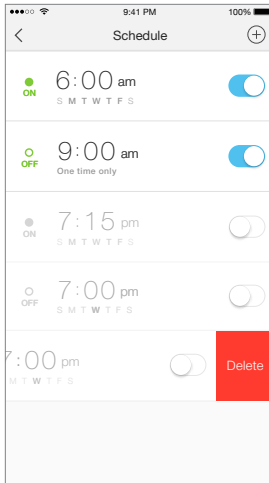 9:41 PM 100%
Schedule
6:00 am
ON
S M T W T F S
9:00 am
OFF
One time only
7:15 pm
ON
S M T W T F S
7:00 pm
OFF
S M T W T F S
7:00 pm
M T W T F S
Delete